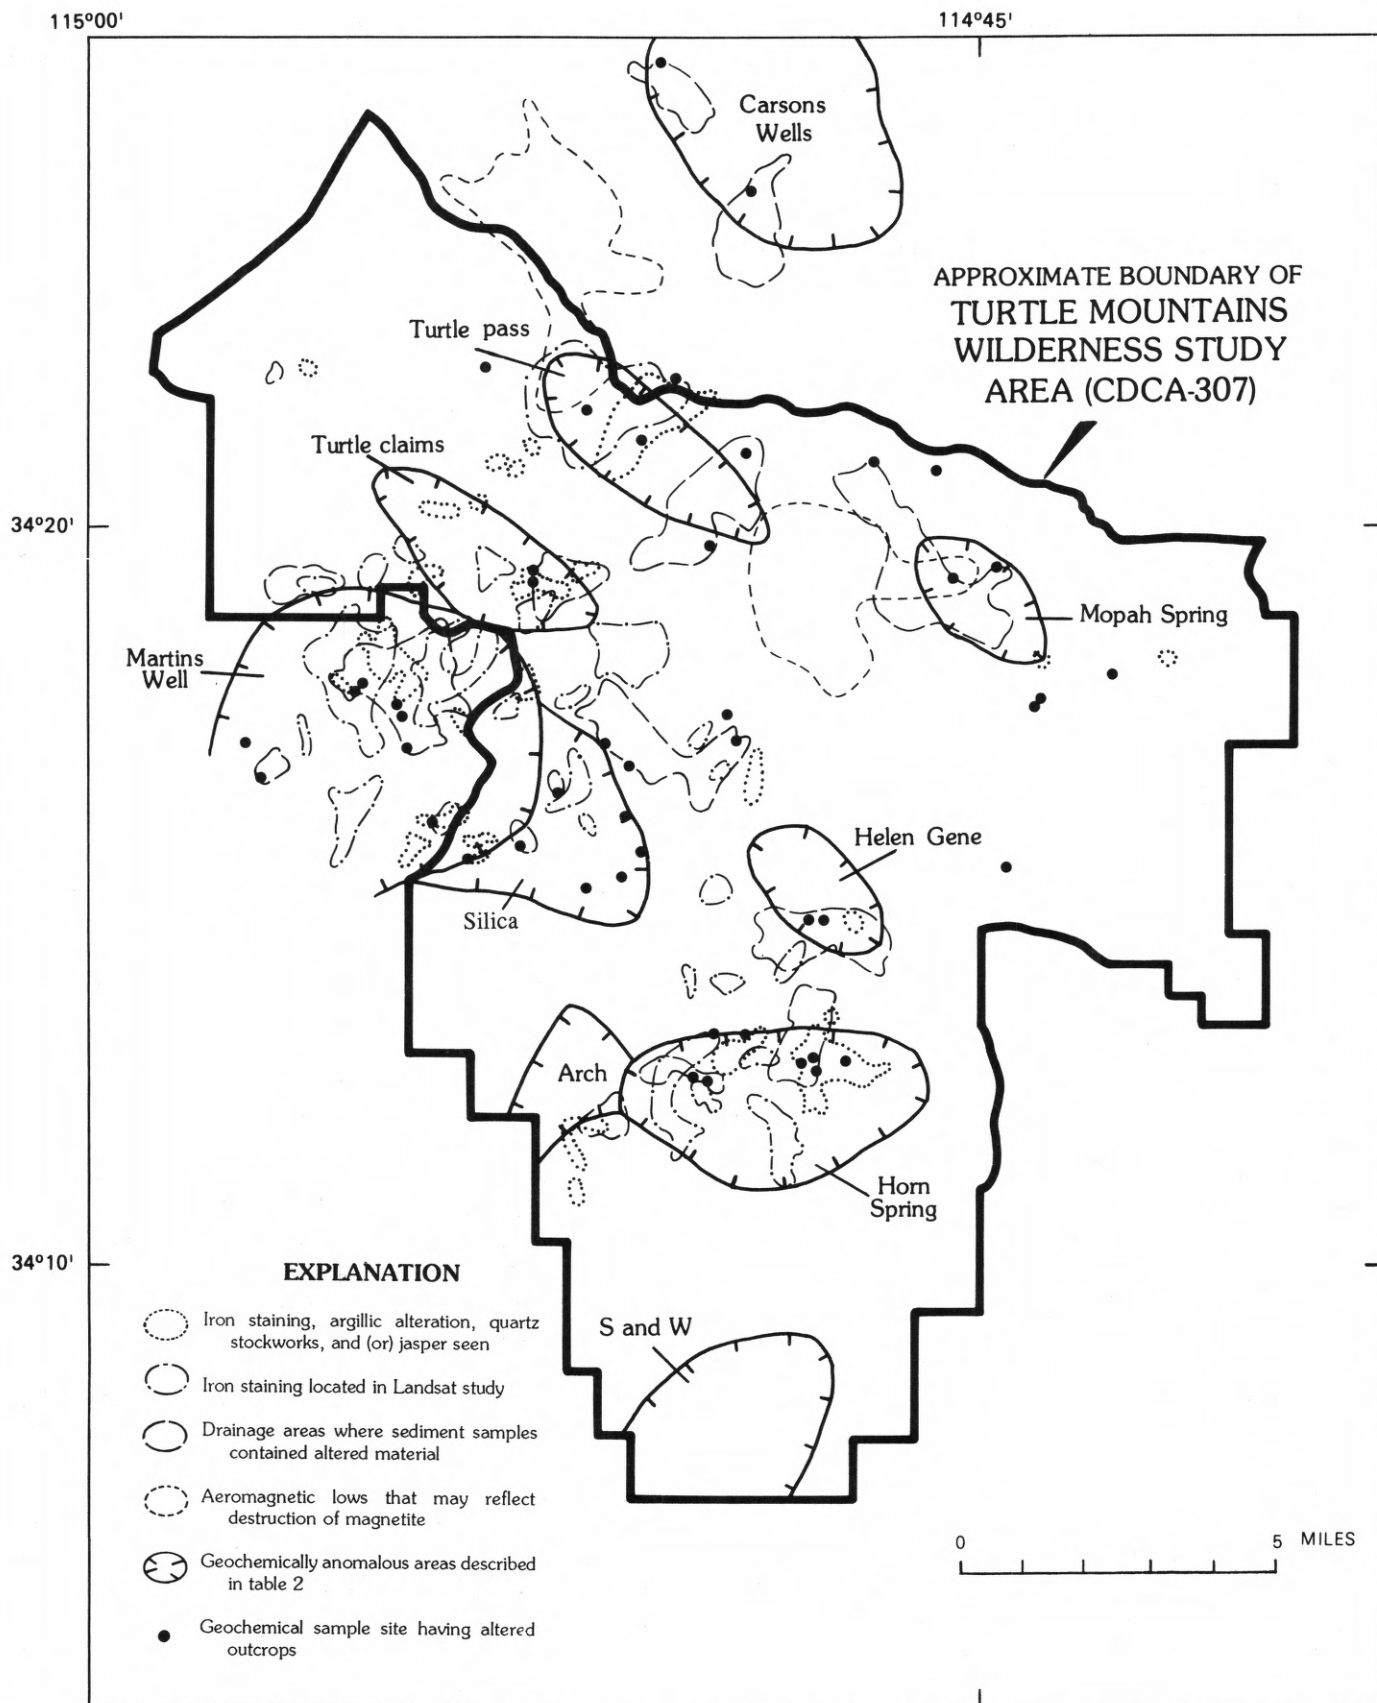 115°00'
114°45'
Carsons
Wells
APPROXIMATE BOUNDARY OF
TURTLE MOUNTAINS
WILDERNESS STUDY
AREA (CDCA-307)
Turtle pass
Turtle claims
34°20'
Mopah Spring
Martins
Well
Helen Gene
Silica
Arch
Horn
Spring
34°10'
EXPLANATION
Iron staining, argillic alteration, quartz
stockworks, and (or) jasper seen
S and W
Iron staining located in Landsat study
Drainage areas where sediment samples
contained altered material
Aeromagnetic lows that may reflect
destruction of magnetite
0 5 MILES
Geochemically anomalous areas described
in table 2
Geochemical sample site having altered
outcrops